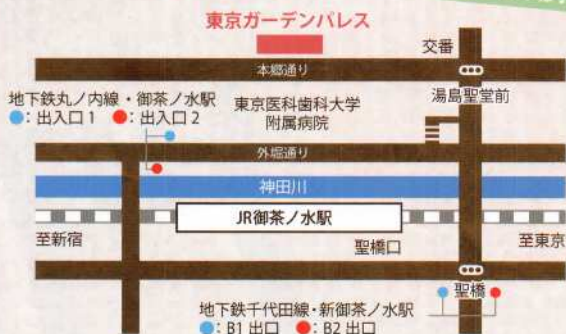 東京ガーデンパレス
交番
本郷通り
地下鉄丸ノ内線・御茶ノ水駅
●：出入口1 ●：出入口2
東京医科歯科大学
附属病院
湯島聖堂前
外堀通り
神田川
JR御茶ノ水駅
至新宿
聖橋口
至東京
聖橋
地下鉄千代田線・新御茶ノ水駅
●：B1 出口 ●：B2 出口